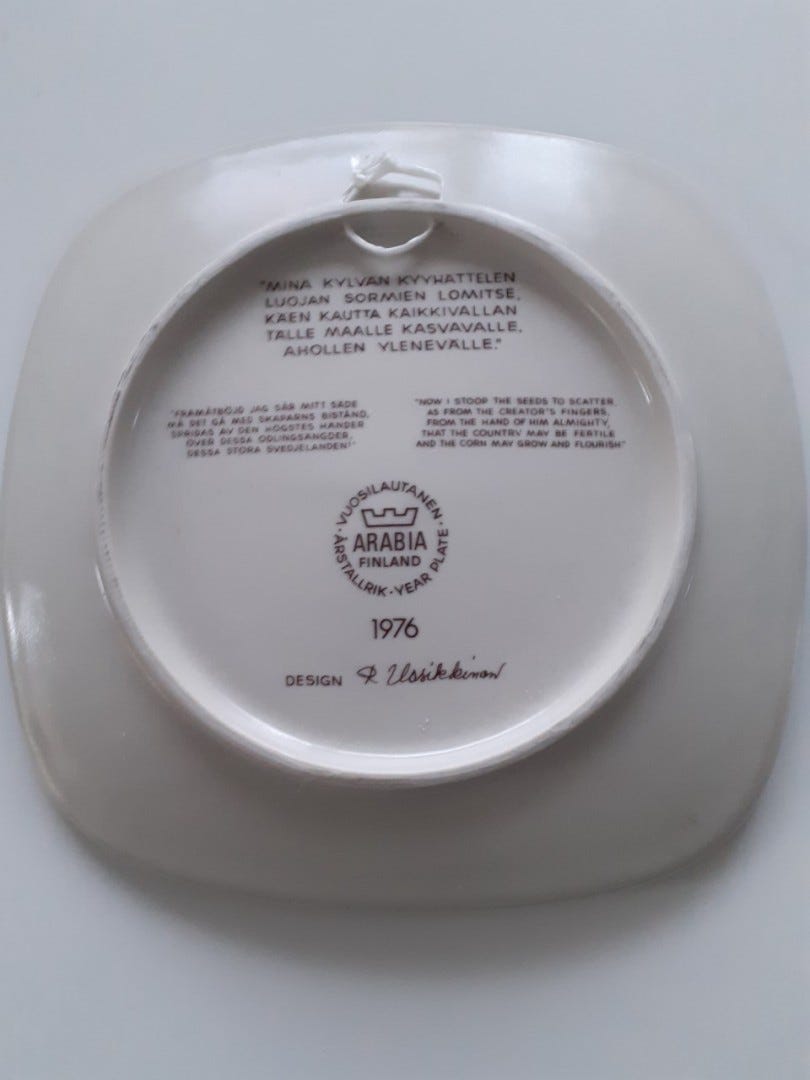 "MINÄ KYLVÄN KYYHÄTTELEN
LUOJAN SORMIEN LOMITSE,
KÄEN KAUTTA KAIKKIVALLAN
TÄLLE MAALLE KASVAVALLE,
AHOLLEN YLENEVÄLLE."
"FRAMÅTBÖJD JAG SÅR MITT SÄDE
MÅ DET GÅ MED SKAPARNS BISTÅND,
SPRIDAS AV DEN HÖGSTES HÄNDER
ÖVER DESSA ODLINGSÄNGDER,
DESSA STORA SVEDJELANDEN!"
"NOW I STOOP THE SEEDS TO SCATTER
AS FROM THE CREATOR'S FINGERS,
FROM THE HAND OF HIM ALMIGHTY,
THAT THE COUNTRY MAY BE FERTILE
AND THE CORN MAY GROW AND FLOURISH"
· VUOSILAUTANEN ·
ARABIA
FINLAND
ÅRSTALLRIK · YEAR PLATE
1976
DESIGN R Uosikkinen